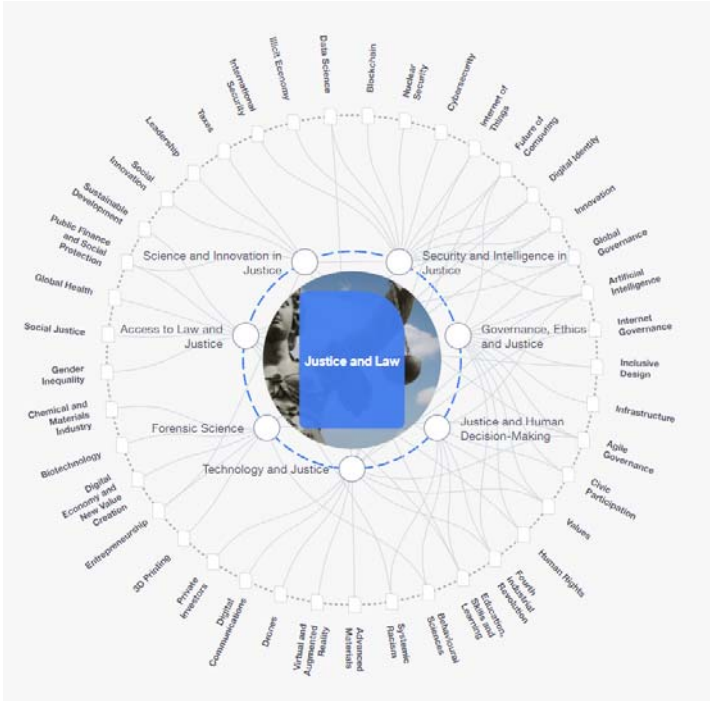 Justice and Law
Security and Intelligence in
Justice
Governance, Ethics
and Justice
Justice and Human
Decision-Making
Technology and Justice
Forensic Science
Access to Law and
Justice
Science and Innovation in
Justice
Blockchain
Nuclear
Security
Cybersecurity
Internet of
Things
Future of
Computing
Digital Identity
Innovation
Global
Governance
Artificial
Intelligence
Internet
Governance
Inclusive
Design
Infrastructure
Agile
Governance
Civic
Participation
Values
Human Rights
Fourth
Industrial
Revolution
Education,
Skills and
Learning
Behavioural
Sciences
Systemic
Racism
Advanced
Materials
Virtual and
Augmented
Reality
Drones
Digital
Communications
Private
Investors
3D Printing
Entrepreneurship
Digital
Economy and
New Value
Creation
Biotechnology
Chemical and
Materials
Industry
Gender
Inequality
Social Justice
Global Health
Public Finance
and Social
Protection
Sustainable
Development
Social
Innovation
Leadership
Taxes
International
Security
Illicit Economy
Data Science